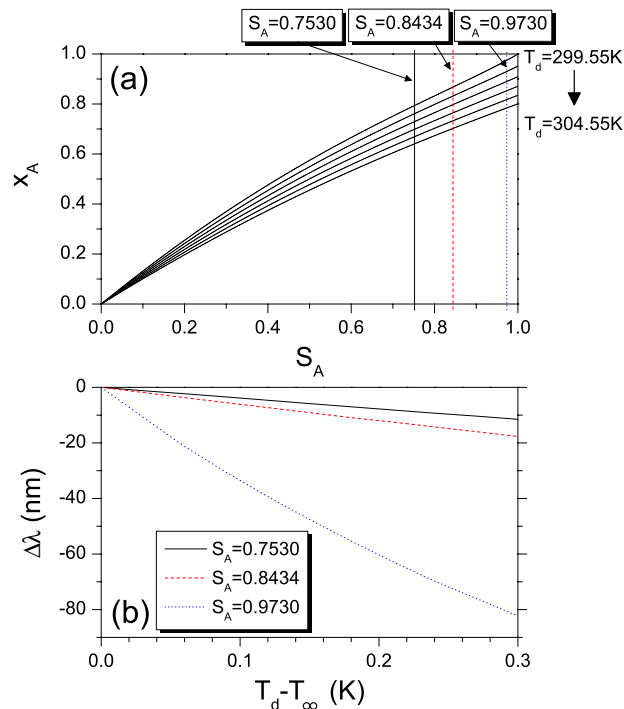 S_A=0.7530 S_A=0.8434 S_A=0.9730
(a)
T_d=299.55K
T_d=304.55K
x_A
1.0
0.8
0.6
0.4
0.2
0.0
0.0 0.2 0.4 0.6 0.8 1.0
S_A
Δλ (nm)
0
-20
-40
-60
-80
S_A=0.7530
S_A=0.8434
S_A=0.9730
(b)
0.0 0.1 0.2 0.3
T_d-T_∞ (K)